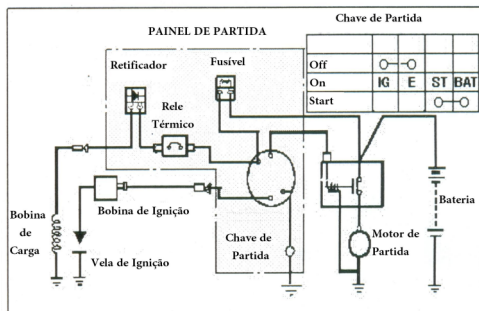 PAINEL DE PARTIDA
Chave de Partida
Retificador
Fusível
Off
On
IG E ST BAT
Start
Rele
Térmico
Bobina de Ignição
Bobina
de
Carga
Vela de Ignição
Chave de
Partida
Motor de
Partida
Bateria